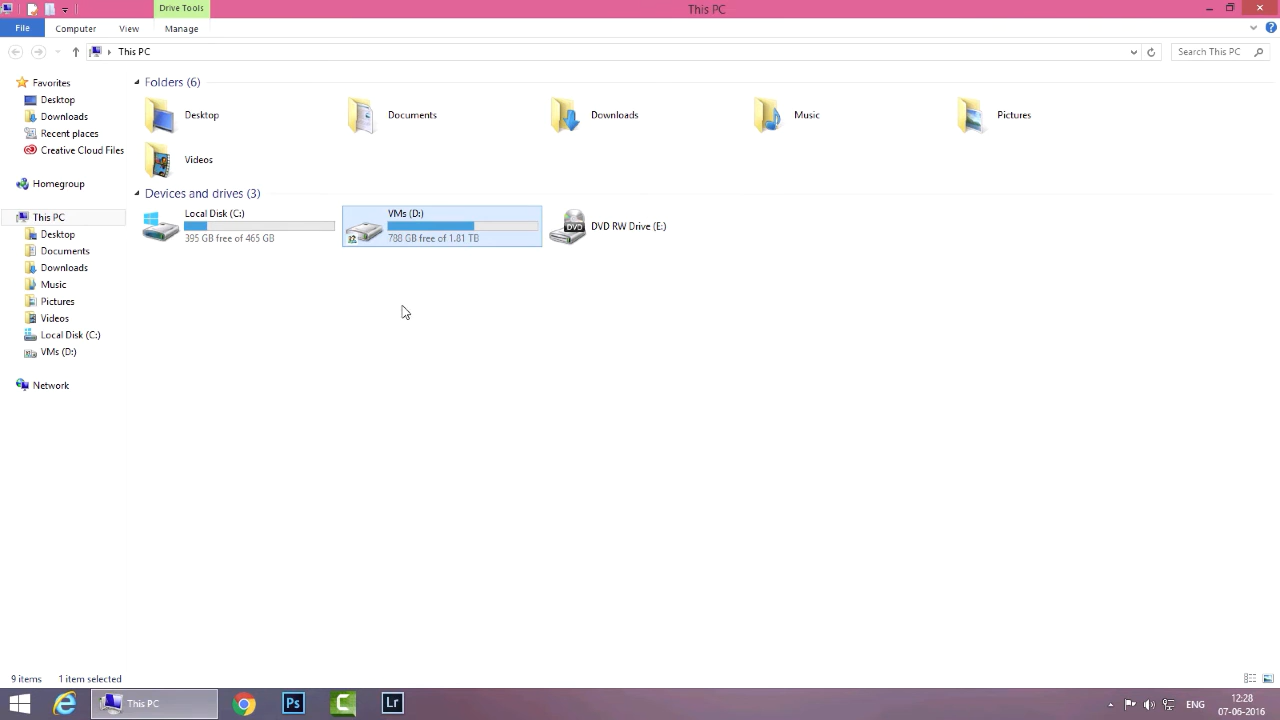 Drive Tools
This PC
File
Computer
View
Manage
This PC
Search This PC
Favorites
Desktop
Downloads
Recent places
Creative Cloud Files
Homegroup
This PC
Desktop
Documents
Downloads
Music
Pictures
Videos
Local Disk (C:)
VMs (D:)
Network
Folders (6)
Desktop
Documents
Downloads
Music
Pictures
Videos
Devices and drives (3)
Local Disk (C:)
395 GB free of 465 GB
VMs (D:)
788 GB free of 1.81 TB
DVD
DVD RW Drive (E:)
9 items
1 item selected
This PC
Ps
C
Lr
ENG
12:28
07-06-2016